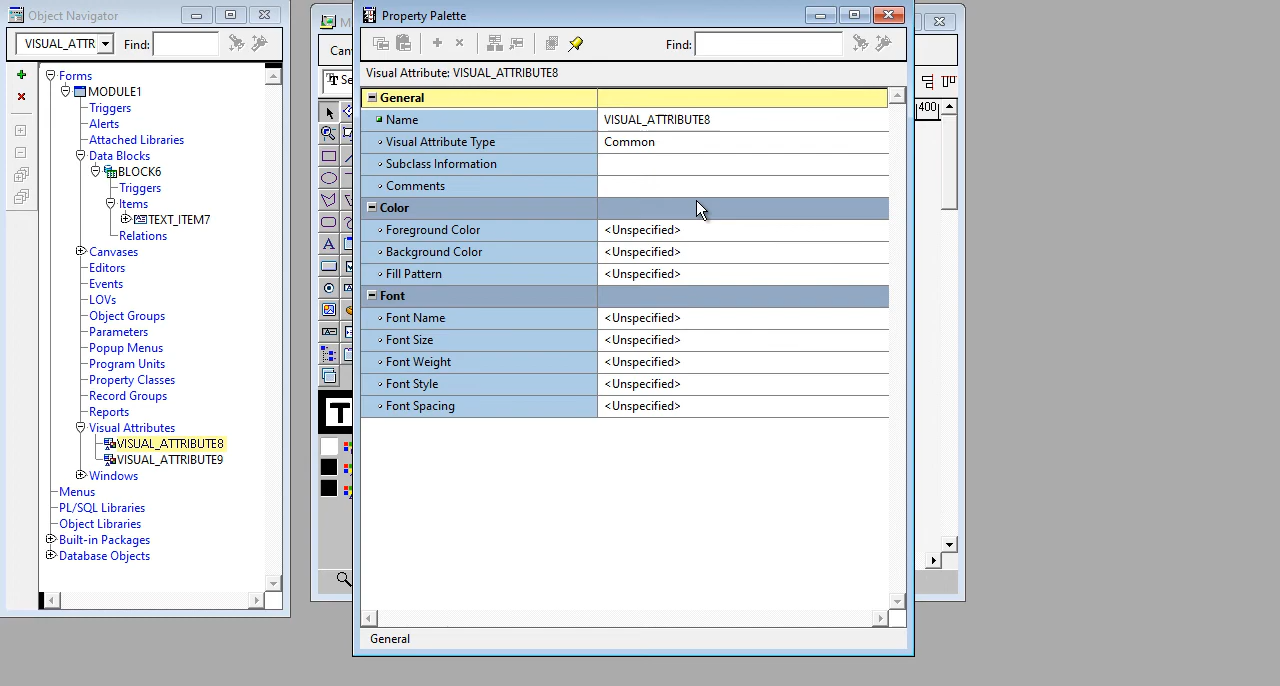 Object Navigator
VISUAL_ATTR
Find:
Forms
MODULE1
Triggers
Alerts
Attached Libraries
Data Blocks
BLOCK6
Triggers
Items
TEXT_ITEM7
Relations
Canvases
Editors
Events
LOVs
Object Groups
Parameters
Popup Menus
Program Units
Property Classes
Record Groups
Reports
Visual Attributes
VISUAL_ATTRIBUTE8
VISUAL_ATTRIBUTE9
Windows
Menus
PL/SQL Libraries
Object Libraries
Built-in Packages
Database Objects
Property Palette
Find:
Visual Attribute: VISUAL_ATTRIBUTE8
General
Name VISUAL_ATTRIBUTE8
Visual Attribute Type Common
Subclass Information
Comments
Color
Foreground Color <Unspecified>
Background Color <Unspecified>
Fill Pattern <Unspecified>
Font
Font Name <Unspecified>
Font Size <Unspecified>
Font Weight <Unspecified>
Font Style <Unspecified>
Font Spacing <Unspecified>
General
400